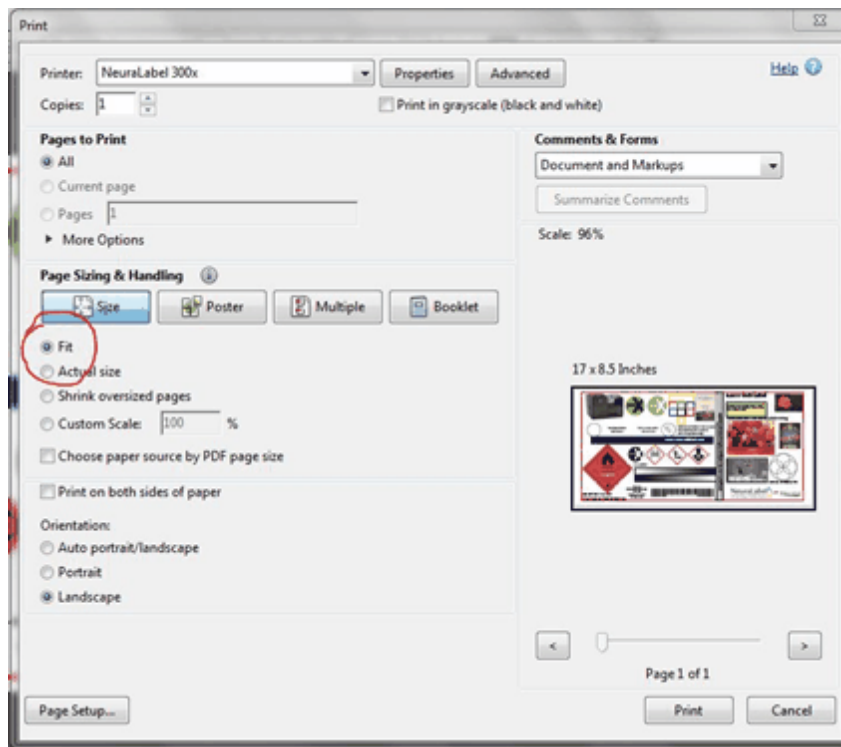 Print
Printer: NeuraLabel 300x Properties Advanced Help
Copies: 1 Print in grayscale (black and white)
Pages to Print
All
Current page
Pages 1
More Options
Comments & Forms
Document and Markups
Summarize Comments
Scale: 96%
Page Sizing & Handling
Size Poster Multiple Booklet
Fit
Actual size
Shrink oversized pages
Custom Scale: 100 %
Choose paper source by PDF page size
Print on both sides of paper
Orientation:
Auto portrait/landscape
Portrait
Landscape
17 x 8.5 Inches
NeuraLabel
< >
Page 1 of 1
Page Setup... Print Cancel